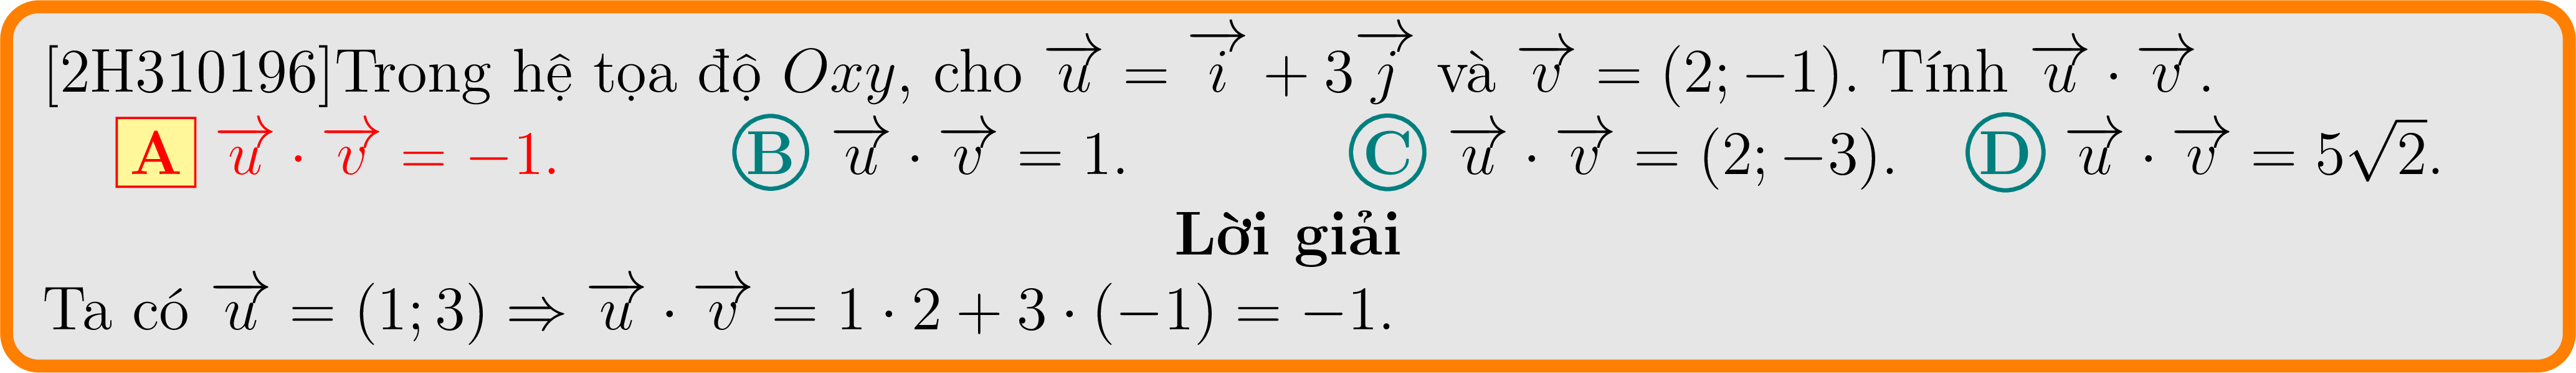 [2H310196]Trong hệ tọa độ Oxy, cho $\overrightarrow{u} = \overrightarrow{i} + 3\overrightarrow{j}$ và $\overrightarrow{v} = (2; -1)$. Tính $\overrightarrow{u} \cdot \overrightarrow{v}$.
A $\overrightarrow{u} \cdot \overrightarrow{v} = -1$. B $\overrightarrow{u} \cdot \overrightarrow{v} = 1$. C $\overrightarrow{u} \cdot \overrightarrow{v} = (2; -3)$. D $\overrightarrow{u} \cdot \overrightarrow{v} = 5\sqrt{2}$.
Lời giải
Ta có $\overrightarrow{u} = (1; 3) \Rightarrow \overrightarrow{u} \cdot \overrightarrow{v} = 1 \cdot 2 + 3 \cdot (-1) = -1$.